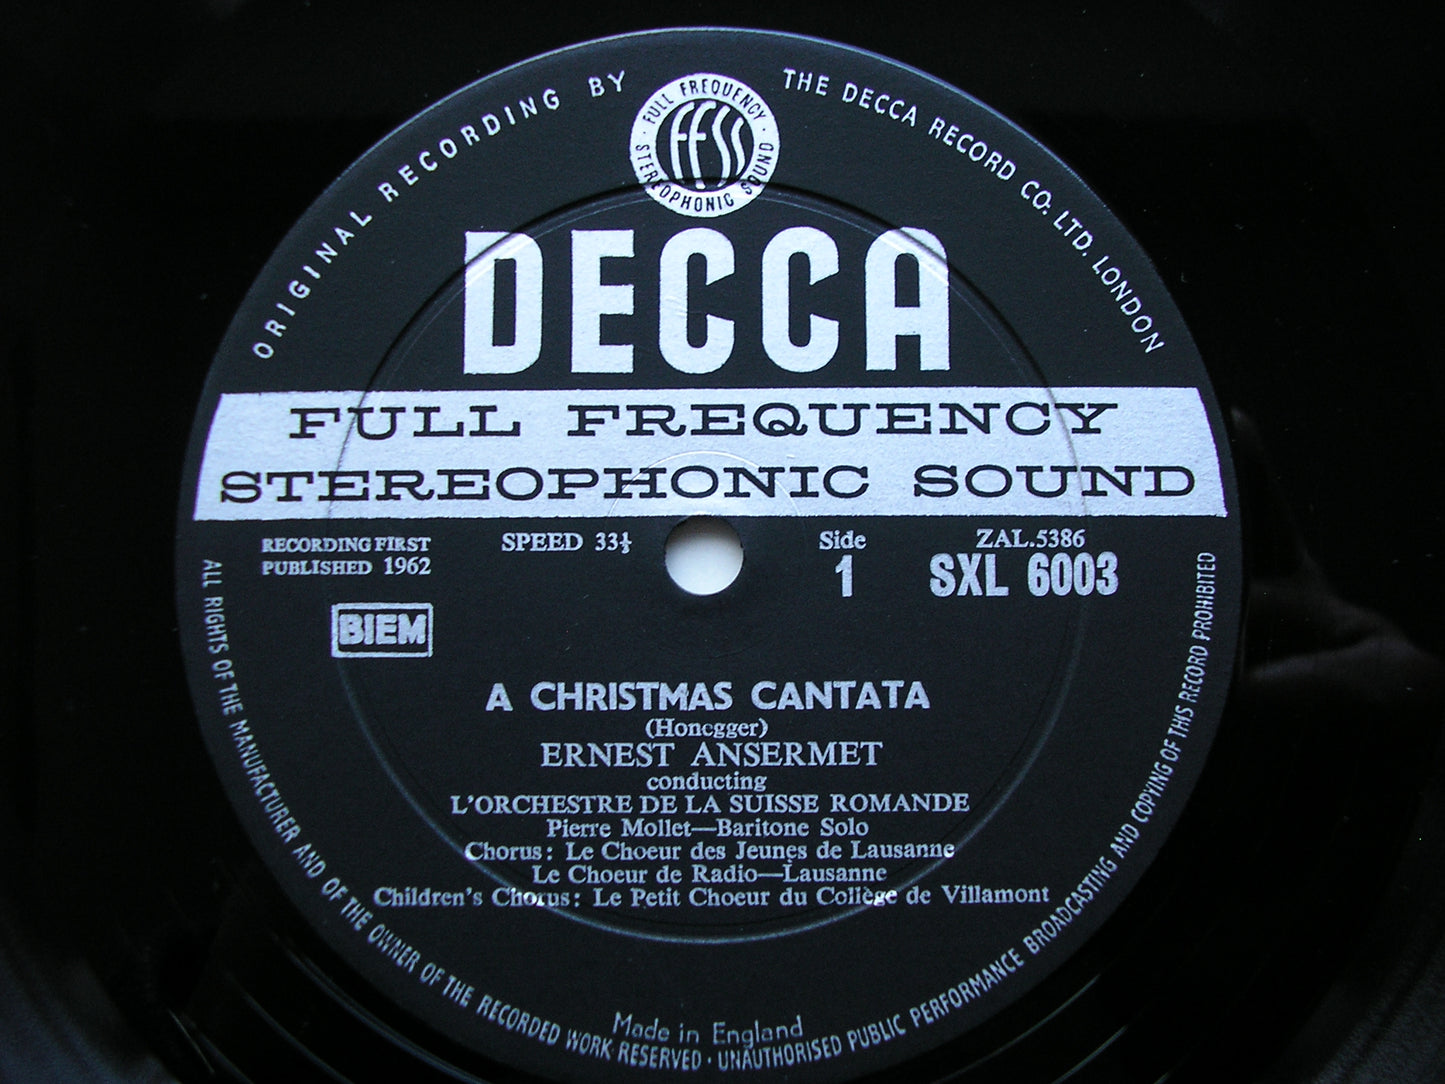 ORIGINAL RECORDING BY
THE DECCA RECORD CO. LTD. LONDON
· FULL FREQUENCY ·
STEREOPHONIC SOUND
FFSS
DECCA
FULL FREQUENCY
STEREOPHONIC SOUND
RECORDING FIRST
PUBLISHED 1962
SPEED 33⅓
Side
1
ZAL.5386
SXL 6003
BIEM
A CHRISTMAS CANTATA
(Honegger)
ERNEST ANSERMET
conducting
L'ORCHESTRE DE LA SUISSE ROMANDE
Pierre Mollet—Baritone Solo
Chorus: Le Choeur des Jeunes de Lausanne
Le Choeur de Radio—Lausanne
Children's Chorus: Le Petit Choeur du Collège de Villamont
Made in England
ALL RIGHTS OF THE MANUFACTURER AND OF THE OWNER OF THE RECORDED WORK RESERVED · UNAUTHORISED PUBLIC PERFORMANCE BROADCASTING AND COPYING OF THIS RECORD PROHIBITED